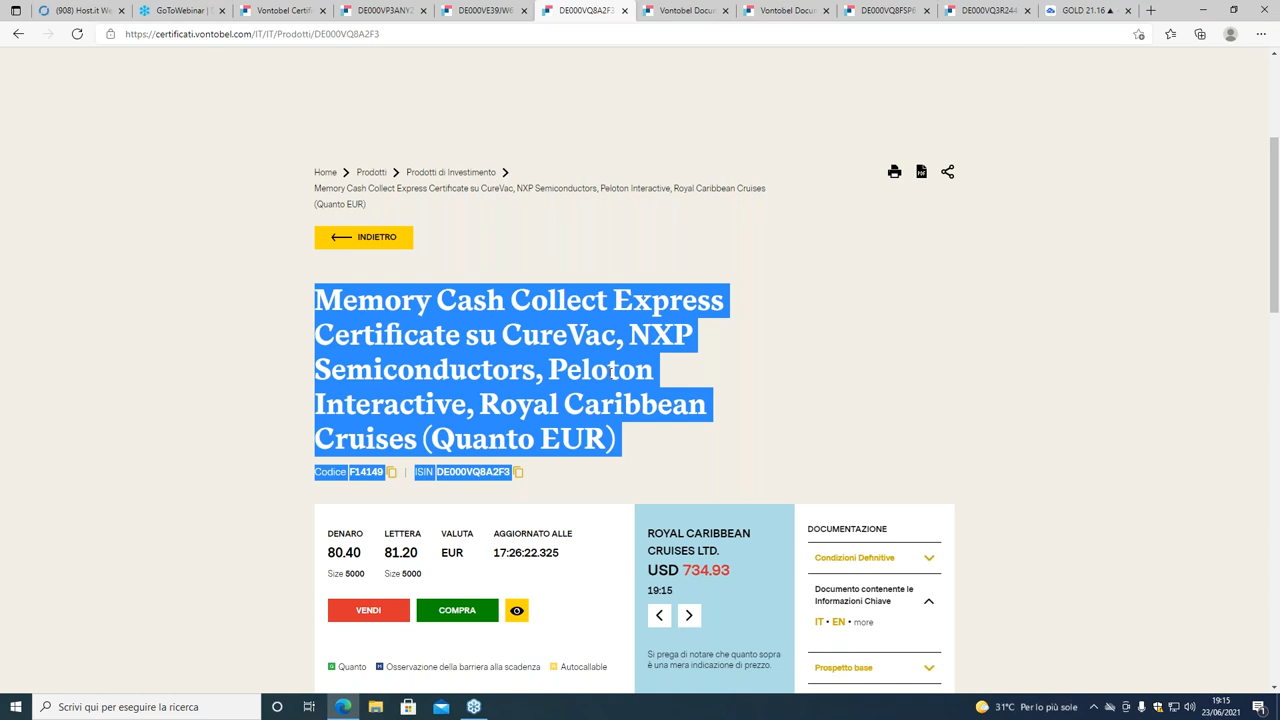 (908) Host.it We
GoToWebinar |
Vontobel Certifi
DE000VP3ANY2
DE000VE39JW6
DE000VQ8A2F3
Vontobel Docum
Vontobel Docum
DE000VQ8FSP6
DE000VQ3R244
GOLD 21.16 ▲
https://certificati.vontobel.com/IT/IT/Prodotti/DE000VQ8A2F3
Home > Prodotti > Prodotti di Investimento >
Memory Cash Collect Express Certificate su CureVac, NXP Semiconductors, Peloton Interactive, Royal Caribbean Cruises
(Quanto EUR)
PDF
INDIETRO
Memory Cash Collect Express
Certificate su CureVac, NXP
Semiconductors, Peloton
Interactive, Royal Caribbean
Cruises (Quanto EUR)
Codice F14149 | ISIN DE000VQ8A2F3
DENARO LETTERA VALUTA AGGIORNATO ALLE
80.40 81.20 EUR 17:26:22.325
Size 5000 Size 5000
VENDI COMPRA
Quanto Osservazione della barriera alla scadenza Autocallable
ROYAL CARIBBEAN
CRUISES LTD.
USD 734.93
19:15
Si prega di notare che quanto sopra
è una mera indicazione di prezzo.
DOCUMENTAZIONE
Condizioni Definitive
Documento contenente le
Informazioni Chiave
IT • EN • more
Prospetto base
Scrivi qui per eseguire la ricerca
31°C Per lo più sole
19:15
23/06/2021